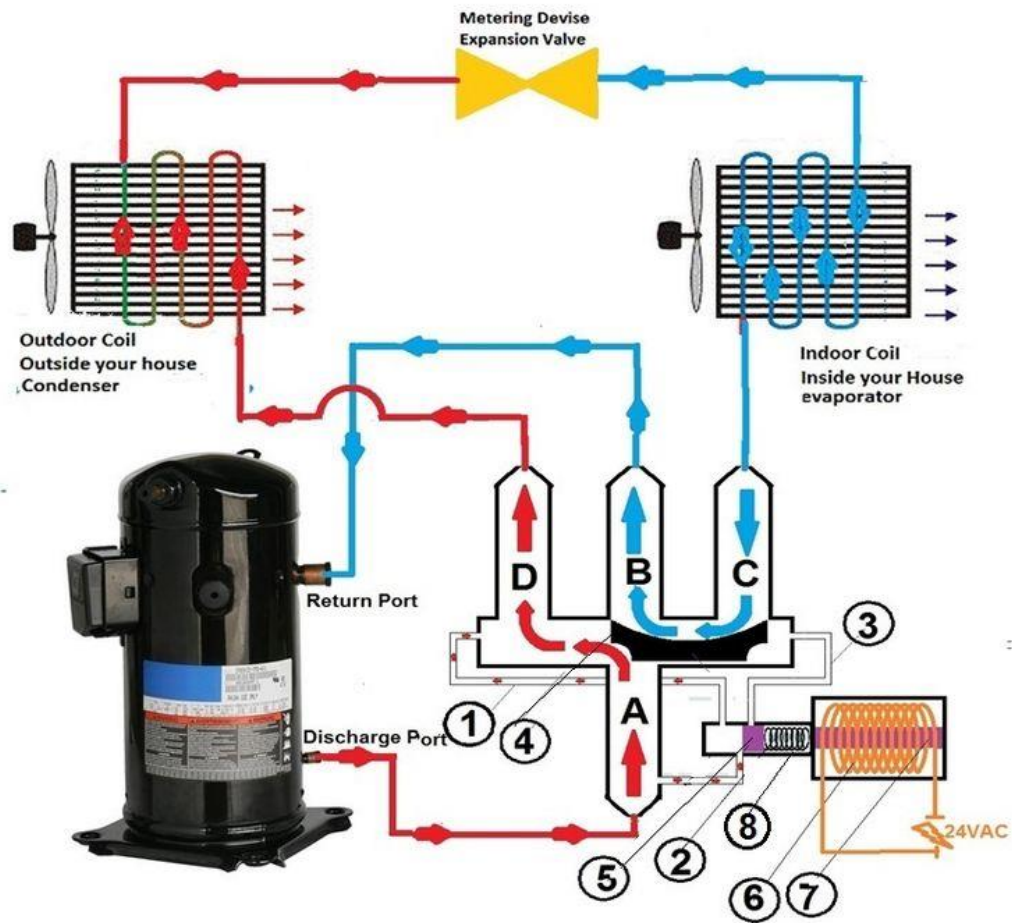 Metering Devise
Expansion Valve
Outdoor Coil
Outside your house
Condenser
Indoor Coil
Inside your House
evaporator
Return Port
Discharge Port
D
B
C
A
1
4
3
5
2
8
6
7
24VAC